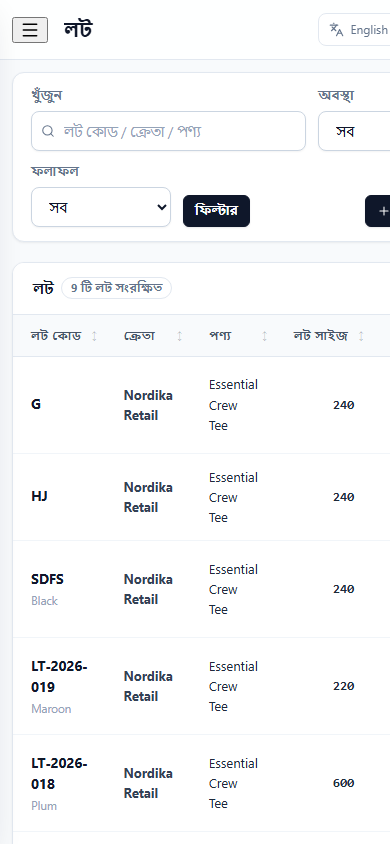 লট
English
খুঁজুন
অবস্থা
লট কোড / ক্রেতা / পণ্য
সব
ফলাফল
সব
ফিল্টার
+
লট
9 টি লট সংরক্ষিত
লট কোড
ক্রেতা
পণ্য
লট সাইজ
G
Nordika
Retail
Essential
Crew
Tee
240
HJ
Nordika
Retail
Essential
Crew
Tee
240
SDFS
Black
Nordika
Retail
Essential
Crew
Tee
240
LT-2026-
019
Maroon
Nordika
Retail
Essential
Crew
Tee
220
LT-2026-
018
Plum
Nordika
Retail
Essential
Crew
Tee
600